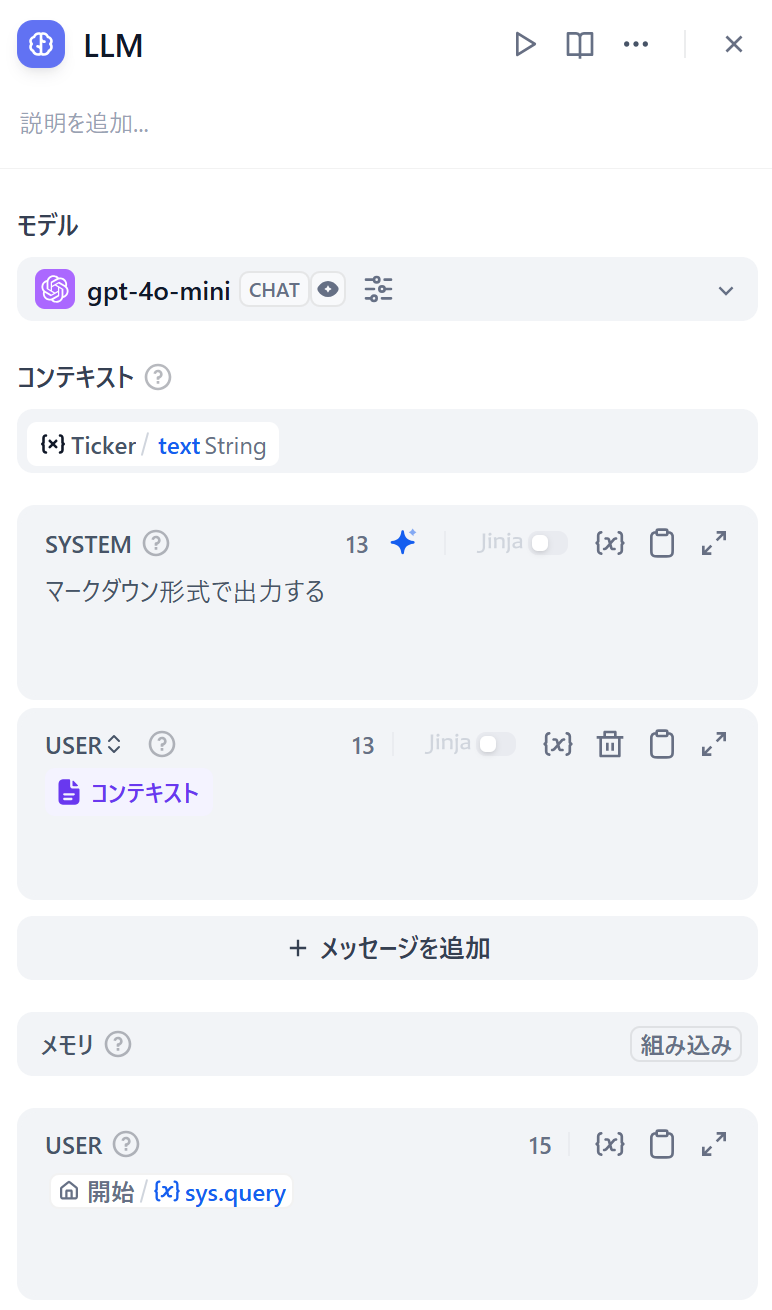 LLM
説明を追加...
モデル
gpt-4o-mini CHAT
コンテキスト ?
{x} Ticker / text String
SYSTEM ? 13 Jinja {x}
マークダウン形式で出力する
USER ? 13 Jinja {x}
コンテキスト
+ メッセージを追加
メモリ ? 組み込み
USER ? 15 {x}
開始 / {x} sys.query